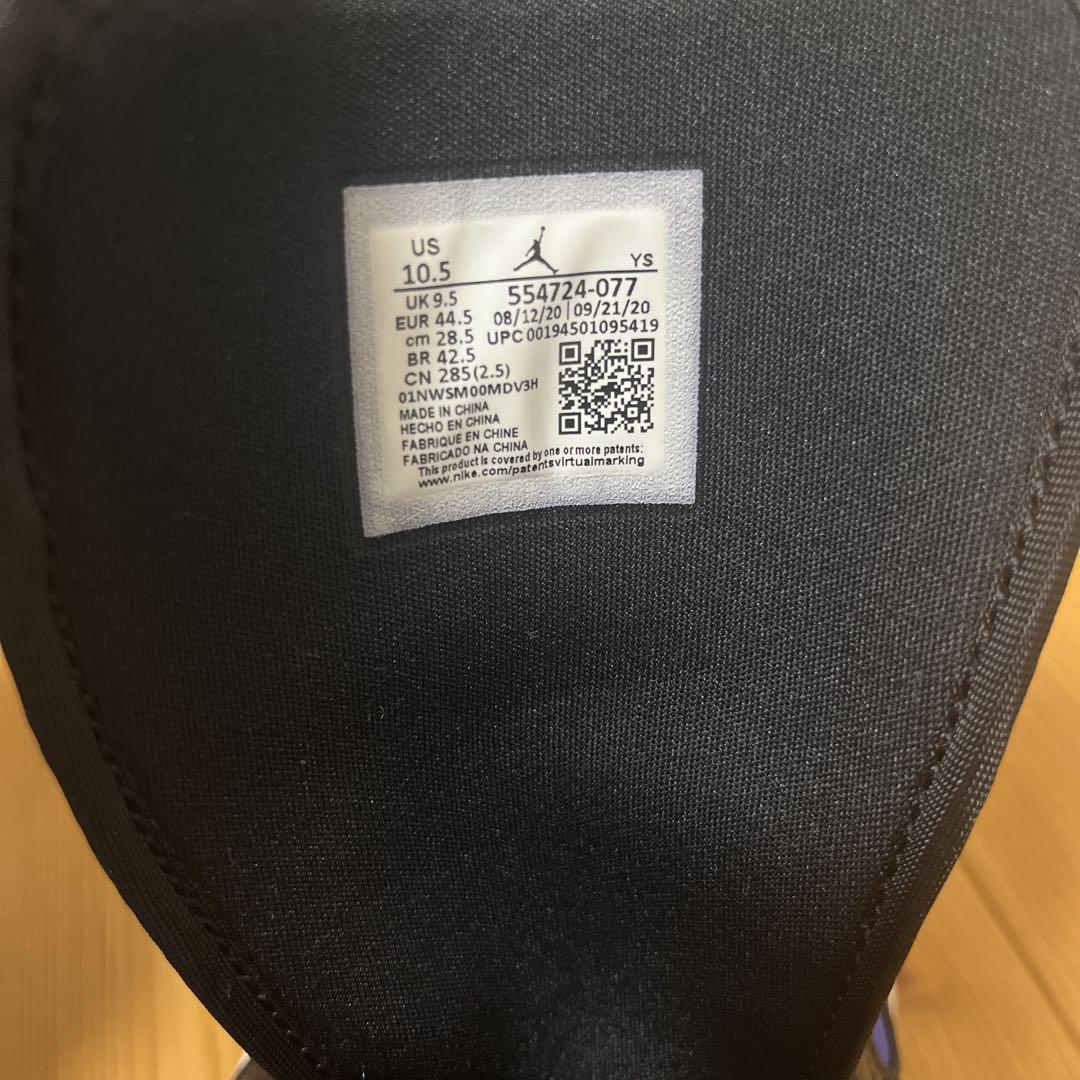 US
10.5
YS
UK 9.5
EUR 44.5
cm 28.5
BR 42.5
CN 285(2.5)
554724-077
08/12/20 | 09/21/20
UPC 00194501095419
01NWSM00MDV3H
MADE IN CHINA
HECHO EN CHINA
FABRIQUE EN CHINE
FABRICADO NA CHINA
This product is covered by one or more patents:
www.nike.com/patentsvirtualmarking